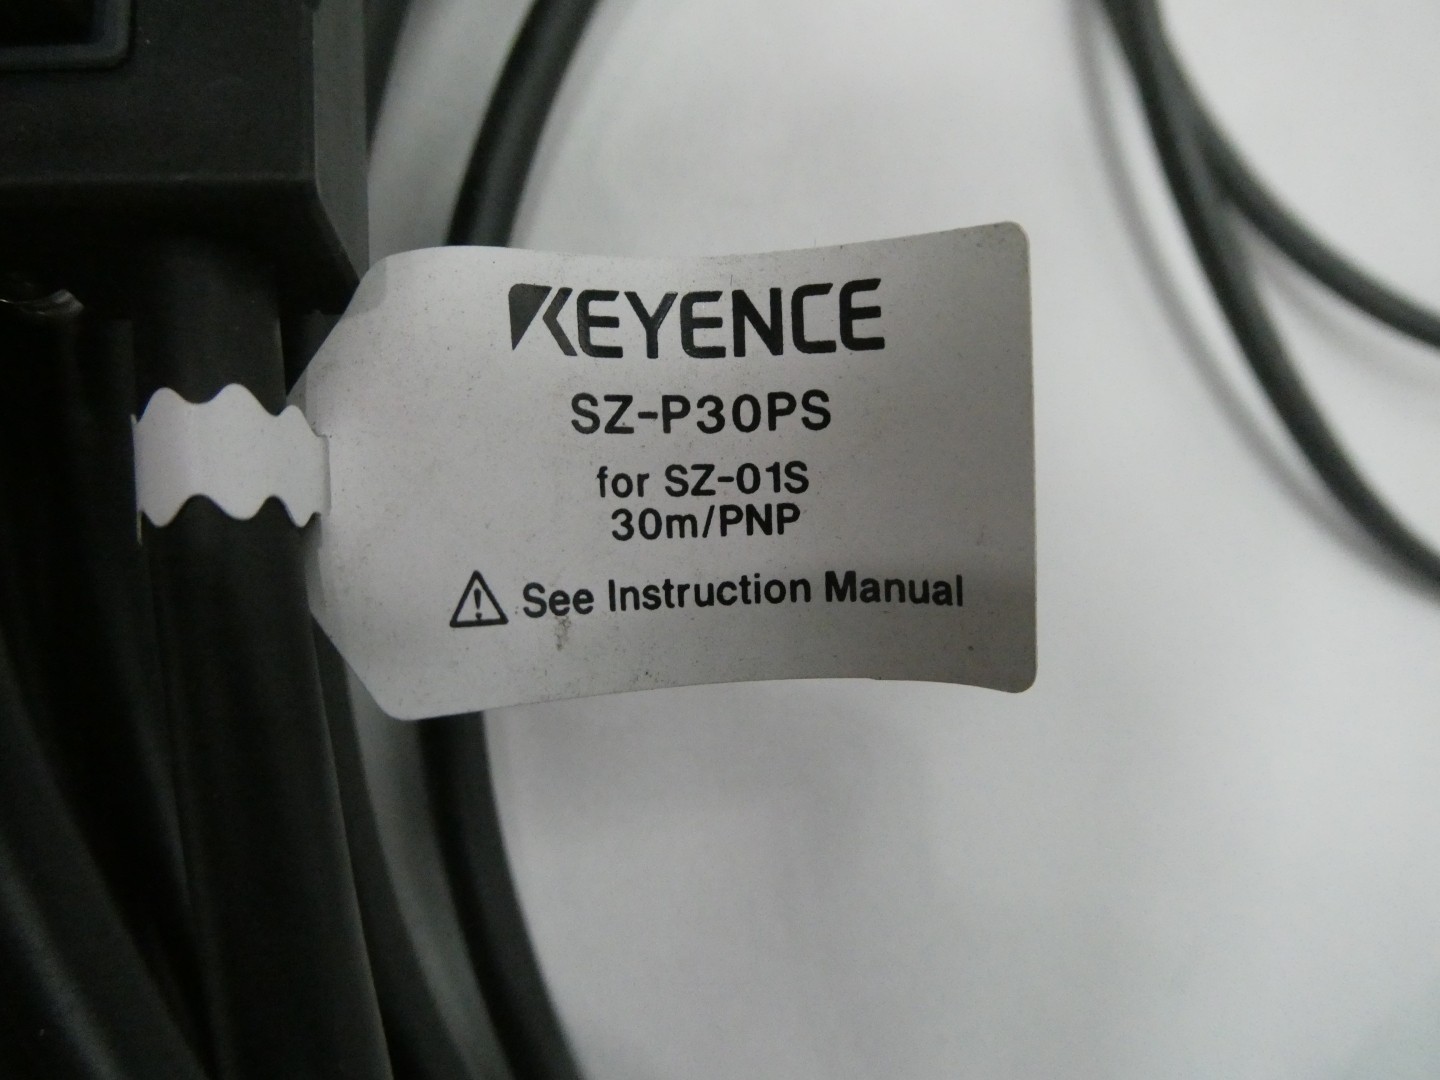 KEYENCE
SZ-P30PS
for SZ-01S
30m/PNP
See Instruction Manual